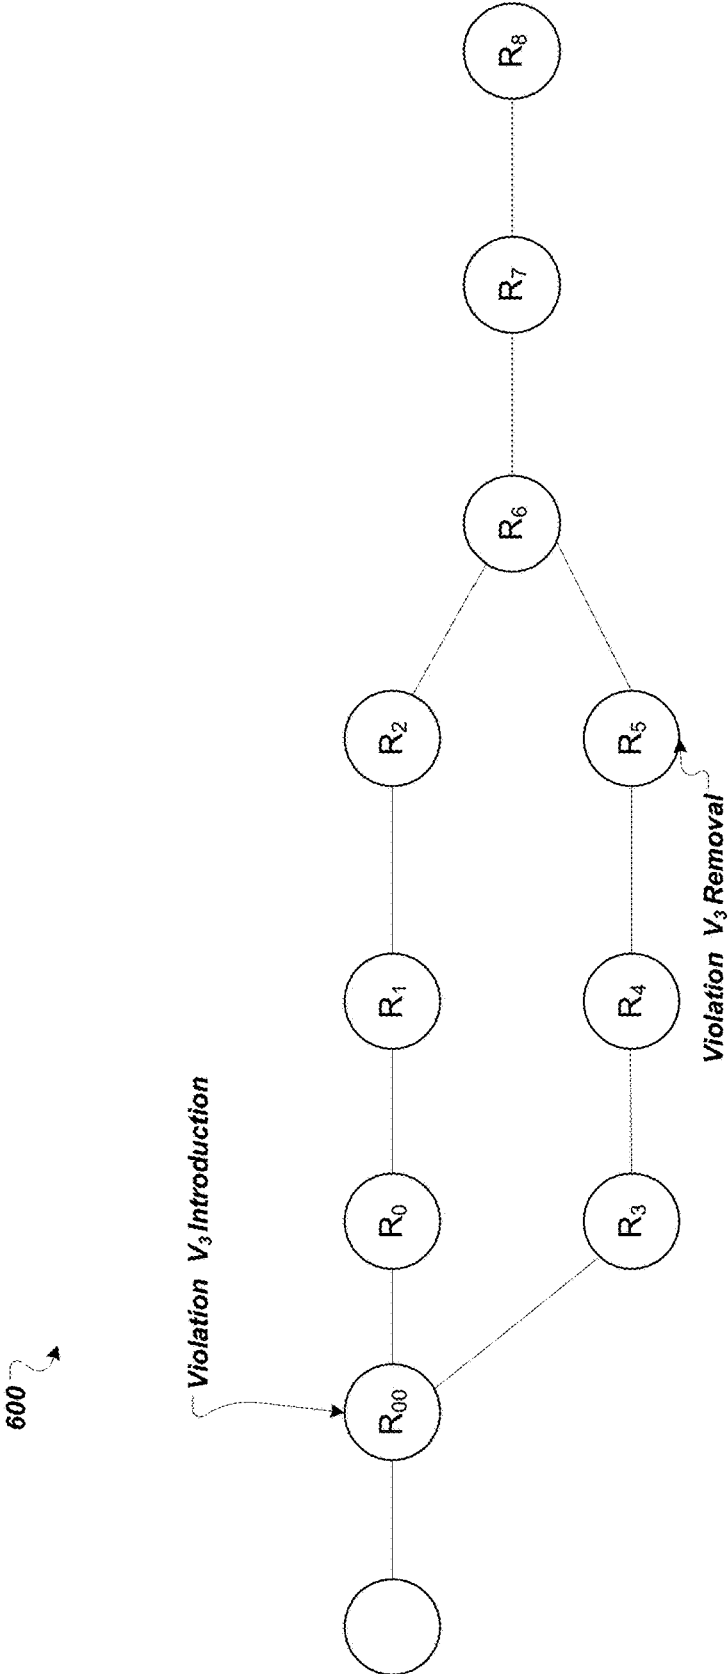 600
Violation V₃ Introduction
R₀₀
R₀
R₁
R₂
R₃
R₄
R₅
R₆
R₇
R₈
Violation V₃ Removal